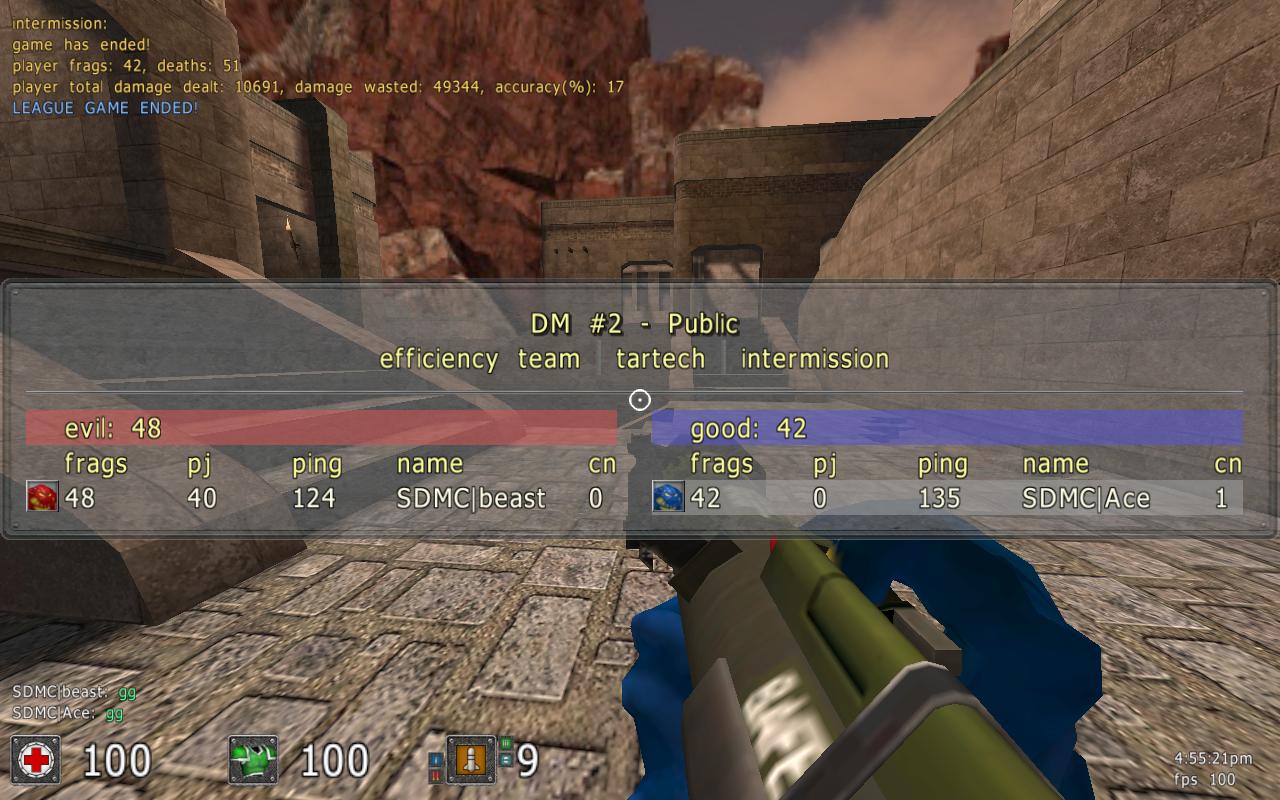 intermission:
game has ended!
player frags: 42, deaths: 51
player total damage dealt: 10691, damage wasted: 49344, accuracy(%): 17
LEAGUE GAME ENDED!
DM #2 - Public
efficiency team tartech intermission
evil: 48
frags pj ping name cn
48 40 124 SDMC|beast 0
good: 42
frags pj ping name cn
42 0 135 SDMC|Ace 1
SDMC|beast: gg
SDMC|Ace: gg
100 100 9
4:55:21pm
fps 100